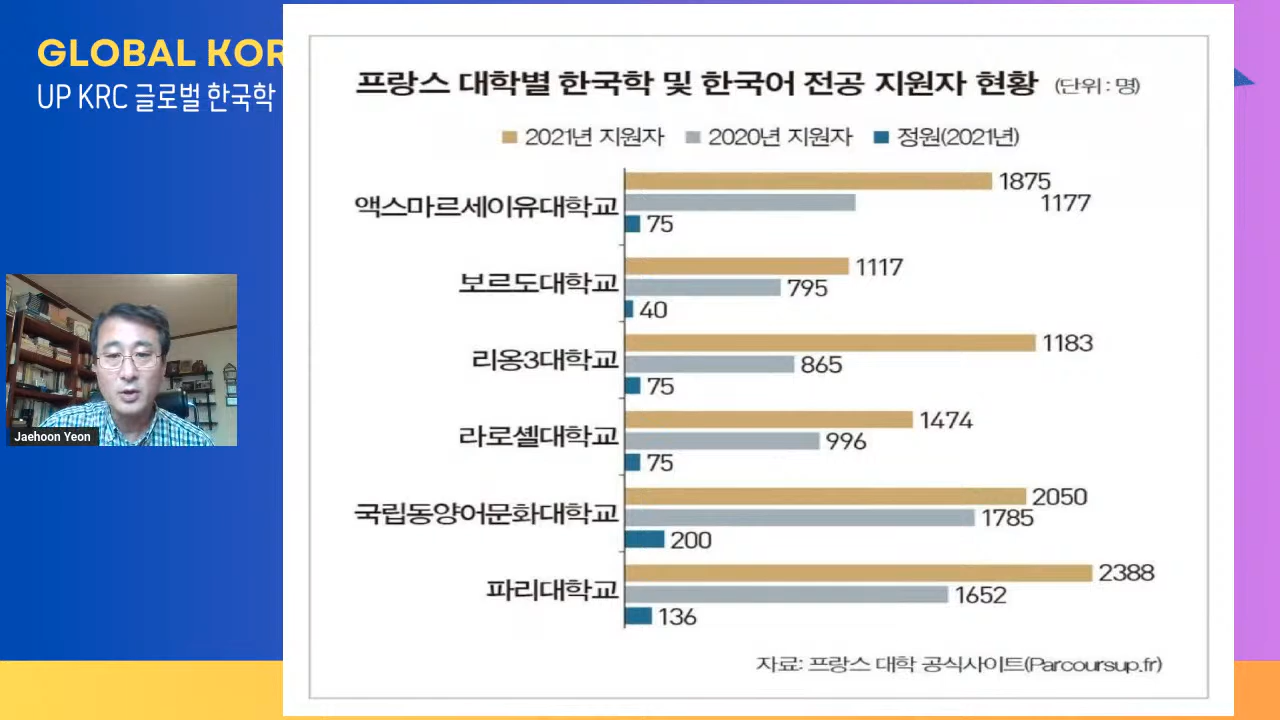 GLOBAL KOR
UP KRC 글로벌 한국학
프랑스 대학별 한국학 및 한국어 전공 지원자 현황 (단위 : 명)
2021년 지원자 2020년 지원자 정원(2021년)
액스마르세이유대학교
1875
1177
75
보르도대학교
1117
795
40
리옹3대학교
1183
865
75
라로셸대학교
1474
996
75
국립동양어문화대학교
2050
1785
200
파리대학교
2388
1652
136
자료: 프랑스 대학 공식사이트(Parcoursup.fr)
Jaehoon Yeon